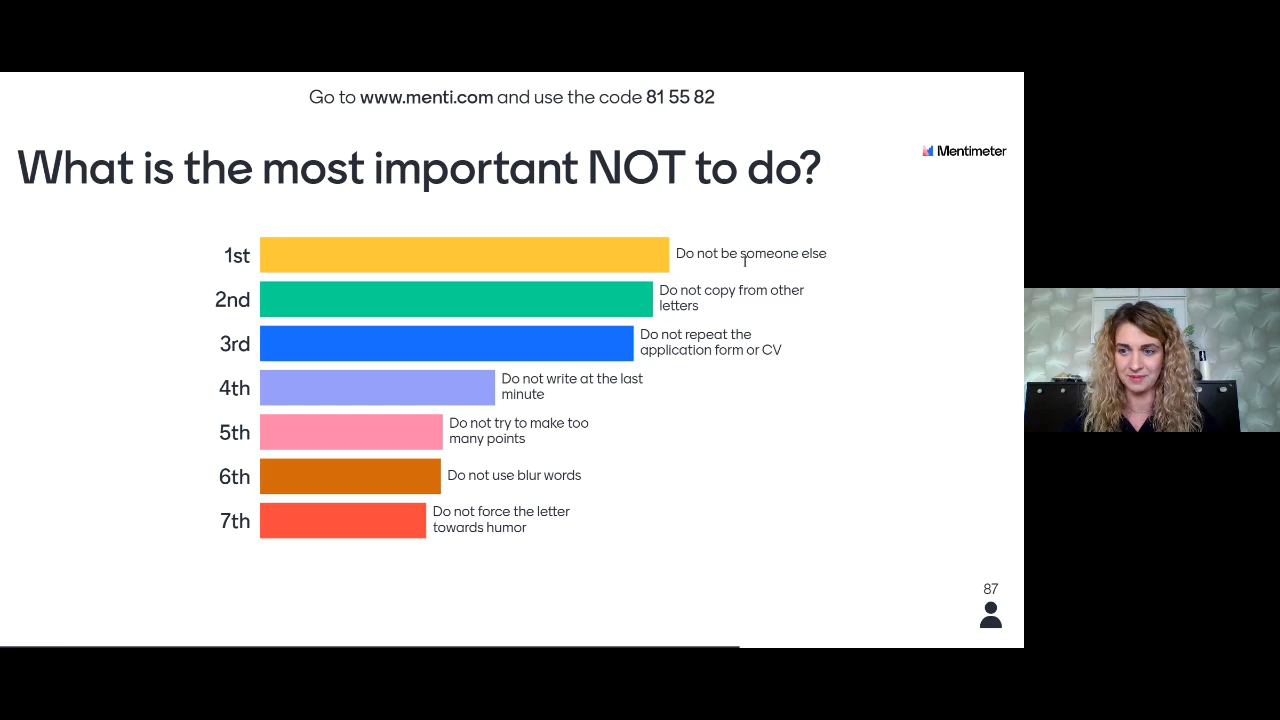 Go to www.menti.com and use the code 81 55 82
What is the most important NOT to do?
Mentimeter
1st
Do not be someone else
2nd
Do not copy from other
letters
3rd
Do not repeat the
application form or CV
4th
Do not write at the last
minute
5th
Do not try to make too
many points
6th
Do not use blur words
7th
Do not force the letter
towards humor
87